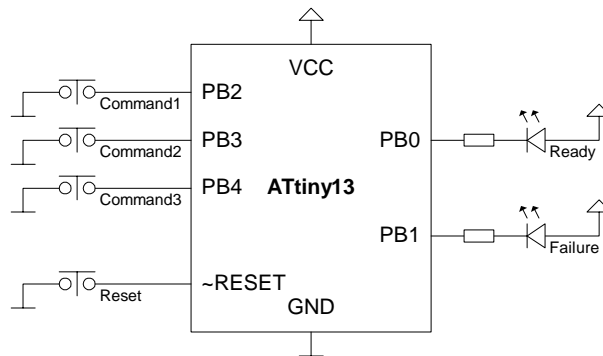 VCC
PB2
Command1
PB3
Command2
PB0
Ready
PB4
ATtiny13
Command3
PB1
Failure
~RESET
Reset
GND